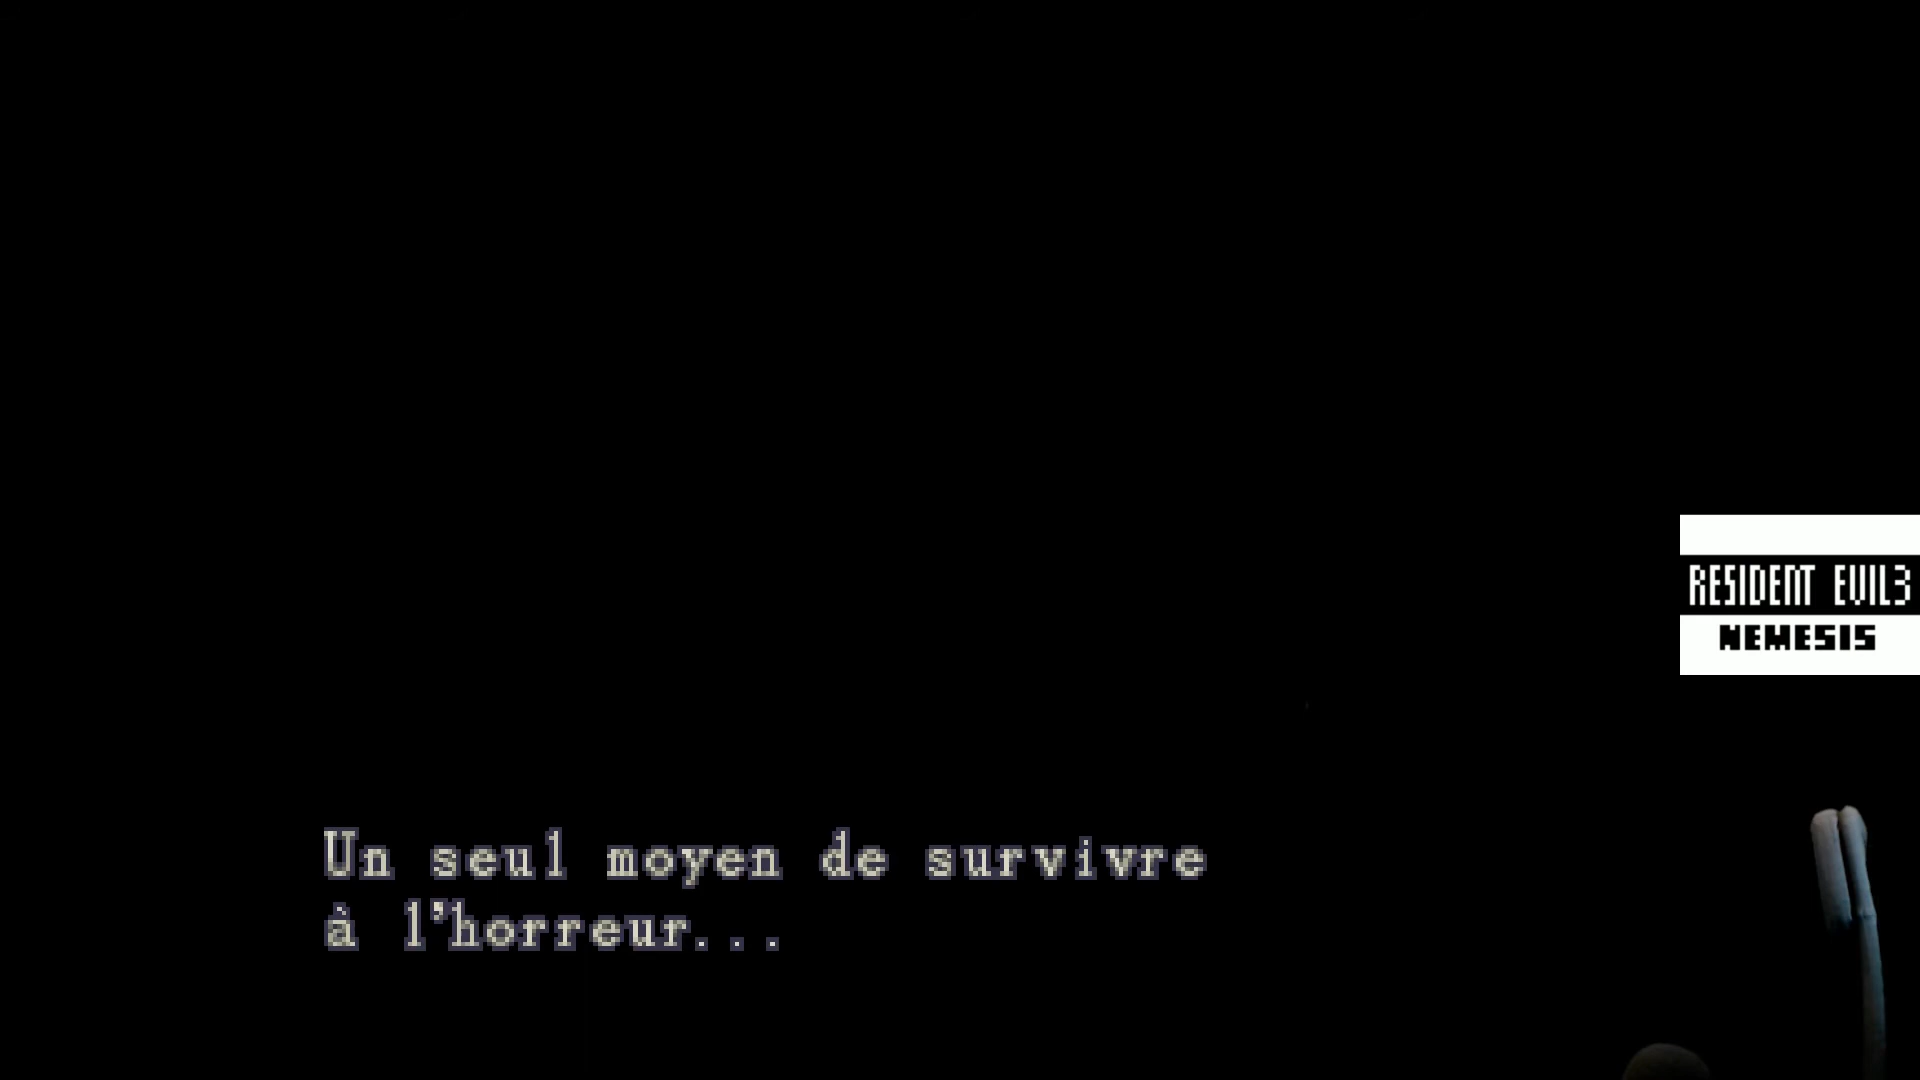 RESIDENT EVIL3
NEMESIS
Un seul moyen de survivre
à l'horreur...